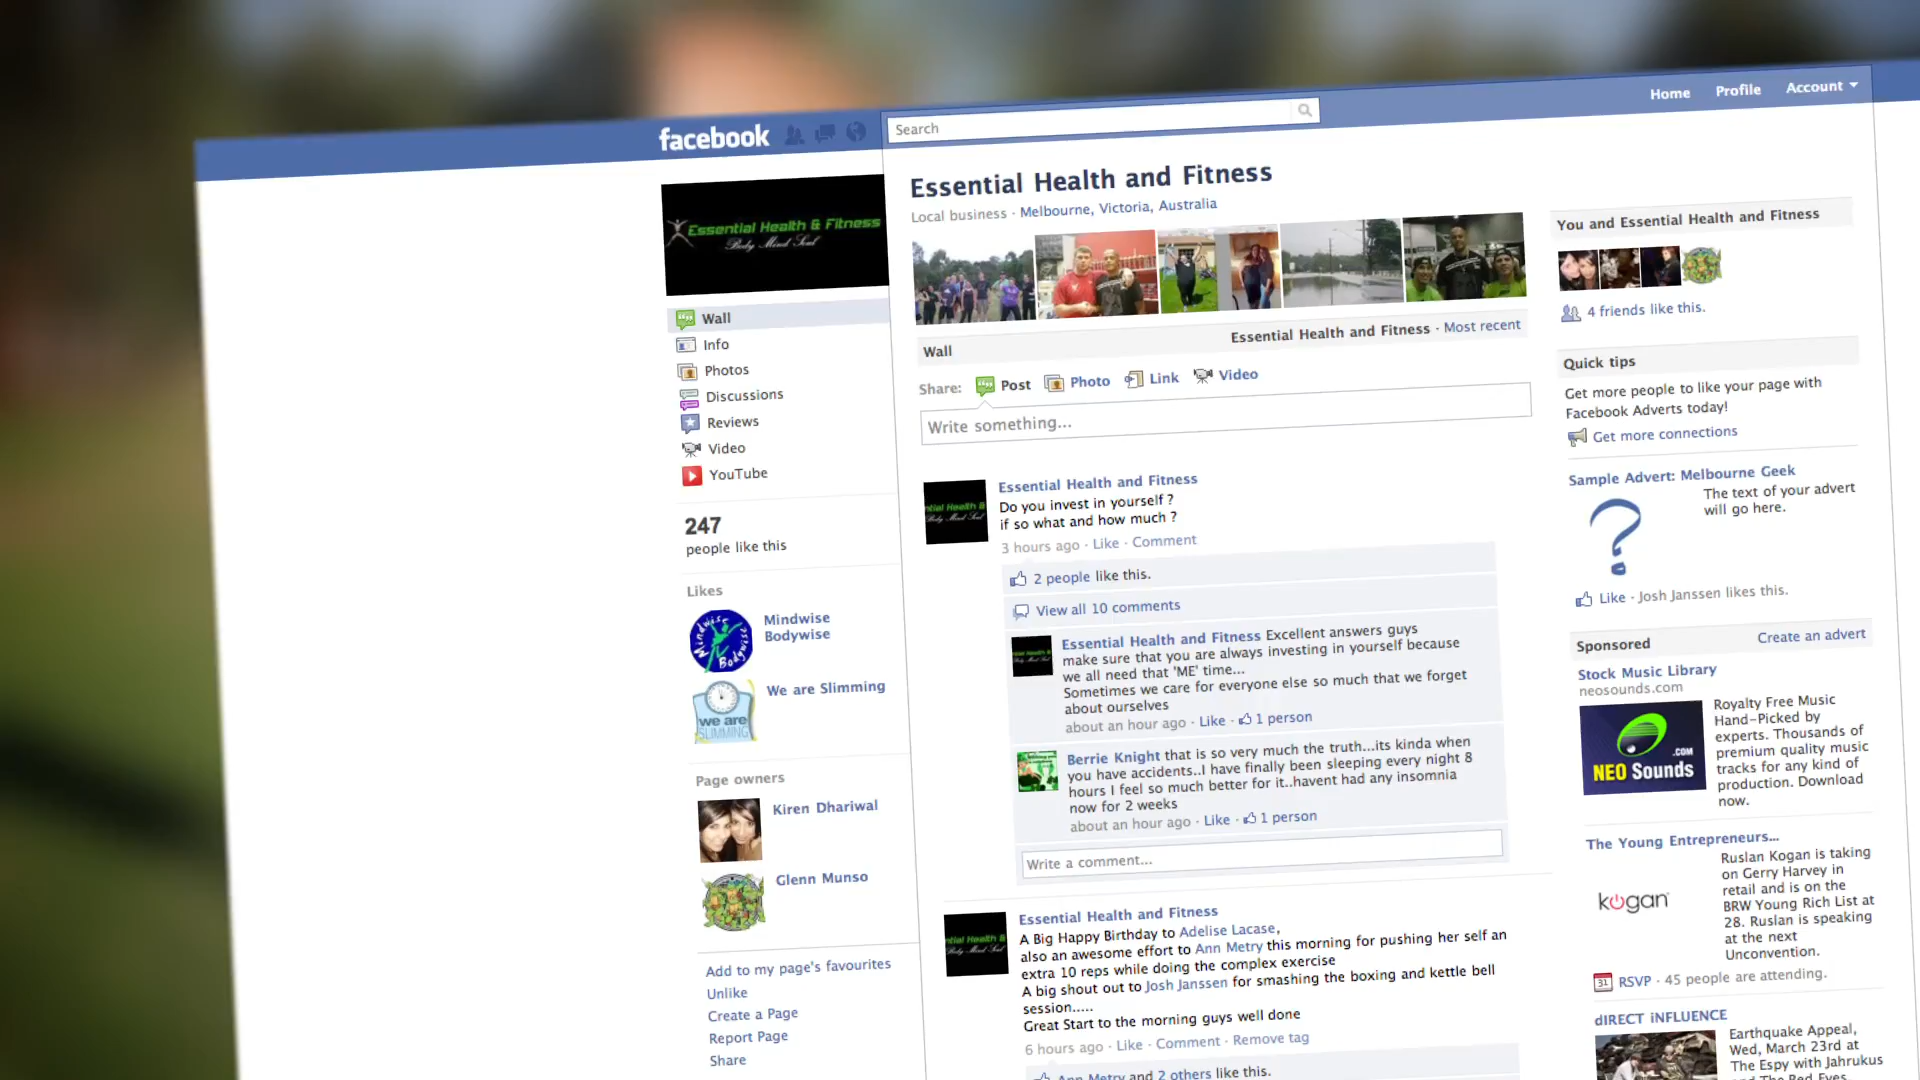 facebook
Search
Home
Profile
Account
Essential Health & Fitness
Body Mind Soul
Wall
Info
Photos
Discussions
Reviews
Video
YouTube
247
people like this
Likes
Mindwise
Bodywise
We are Slimming
we are
SLIMMING
Page owners
Kiren Dhariwal
Glenn Munso
Add to my page's favourites
Unlike
Create a Page
Report Page
Share
Essential Health and Fitness
Local business · Melbourne, Victoria, Australia
Wall
Essential Health and Fitness · Most recent
Share: Post Photo Link Video
Write something...
Essential Health and Fitness
Do you invest in yourself ?
if so what and how much ?
3 hours ago · Like · Comment
2 people like this.
View all 10 comments
Essential Health and Fitness Excellent answers guys
make sure that you are always investing in yourself because
we all need that 'ME' time...
Sometimes we care for everyone else so much that we forget
about ourselves
about an hour ago · Like · 1 person
Berrie Knight that is so very much the truth...its kinda when
you have accidents..I have finally been sleeping every night 8
hours I feel so much better for it..havent had any insomnia
now for 2 weeks
about an hour ago · Like · 1 person
Write a comment...
Essential Health and Fitness
A Big Happy Birthday to Adelise Lacase,
also an awesome effort to Ann Metry this morning for pushing her self an
extra 10 reps while doing the complex exercise
A big shout out to Josh Janssen for smashing the boxing and kettle bell
session.....
Great Start to the morning guys well done
6 hours ago · Like · Comment · Remove tag
Ann Metry and 2 others like this.
You and Essential Health and Fitness
4 friends like this.
Quick tips
Get more people to like your page with
Facebook Adverts today!
Get more connections
Sample Advert: Melbourne Geek
The text of your advert
will go here.
Like · Josh Janssen likes this.
Sponsored
Create an advert
Stock Music Library
neosounds.com
.COM
NEO Sounds
Royalty Free Music
Hand-Picked by
experts. Thousands of
premium quality music
tracks for any kind of
production. Download
now.
The Young Entrepreneurs...
kogan
Ruslan Kogan is taking
on Gerry Harvey in
retail and is on the
BRW Young Rich List at
28. Ruslan is speaking
at the next
Unconvention.
31
RSVP · 45 people are attending.
dIRECT iNFLUENCE
Earthquake Appeal,
Wed, March 23rd at
The Espy with Jahrukus
and The Red Eyes